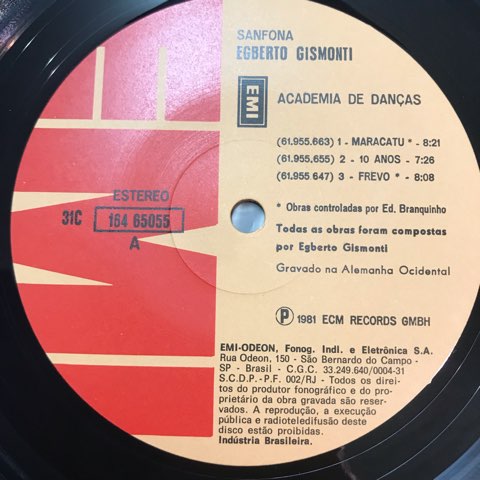 SANFONA
EGBERTO GISMONTI
EMI
ACADEMIA DE DANÇAS
(61.955.663) 1 - MARACATU * - 8:21
(61.955.655) 2 - 10 ANOS - 7:26
(61.955.647) 3 - FREVO * - 8:08
ESTEREO
31C 164 65055
A
* Obras controladas por Ed. Branquinho
Todas as obras foram compostas
por Egberto Gismonti
Gravado na Alemanha Ocidental
Ⓟ 1981 ECM RECORDS GMBH
EMI-ODEON, Fonog. Indl. e Eletrônica S.A.
Rua Odeon, 150 - São Bernardo do Campo -
SP - Brasil - C.G.C. 33.249.640/0004-31
S.C.D.P.-P.F. 002/RJ - Todos os direi-
tos do produtor fonográfico e do pro-
prietário da obra gravada são reser-
vados. A reprodução, a execução
pública e radioteledifusão deste
disco estão proibidas.
Indústria Brasileira.